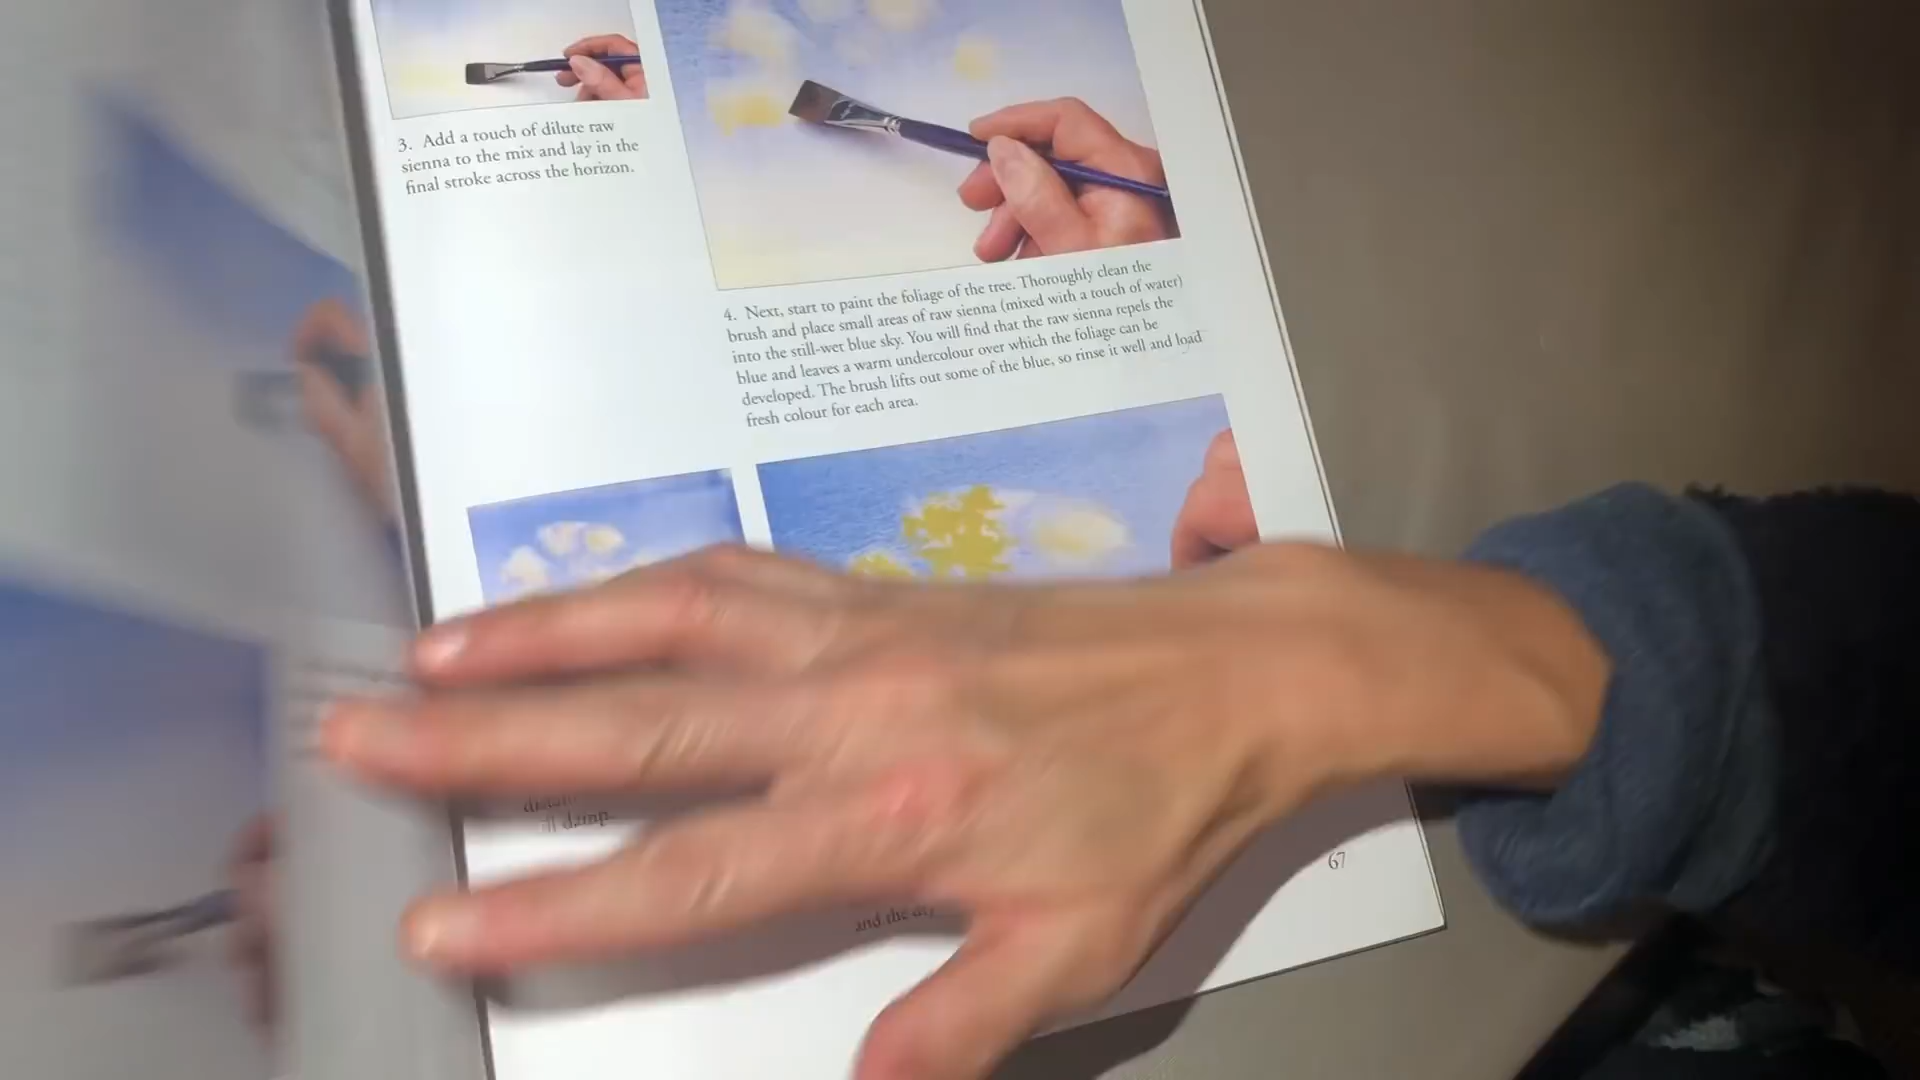 3. Add a touch of dilute raw
sienna to the mix and lay in the
final stroke across the horizon.
4. Next, start to paint the foliage of the tree. Thoroughly clean the
brush and place small areas of raw sienna (mixed with a touch of water)
into the still-wet blue sky. You will find that the raw sienna repels the
blue and leaves a warm undercolour over which the foliage can be
developed. The brush lifts out some of the blue, so rinse it well and load
fresh colour for each area.
damp.
and the
67